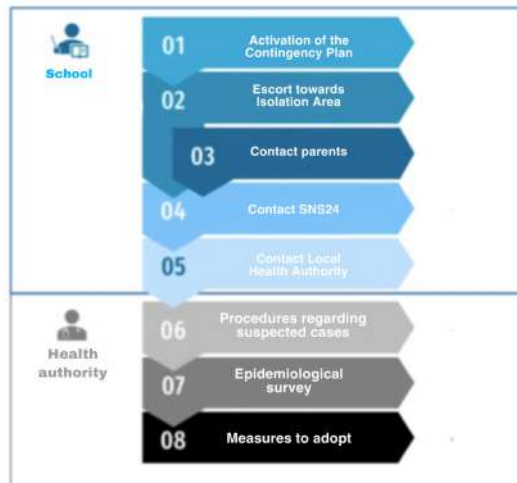 School
01
Activation of the
Contingency Plan
02
Escort towards
Isolation Area
03
Contact parents
04
Contact SNS24
05
Contact Local
Health Authority
Health
authority
06
Procedures regarding
suspected cases
07
Epidemiological
survey
08
Measures to adopt